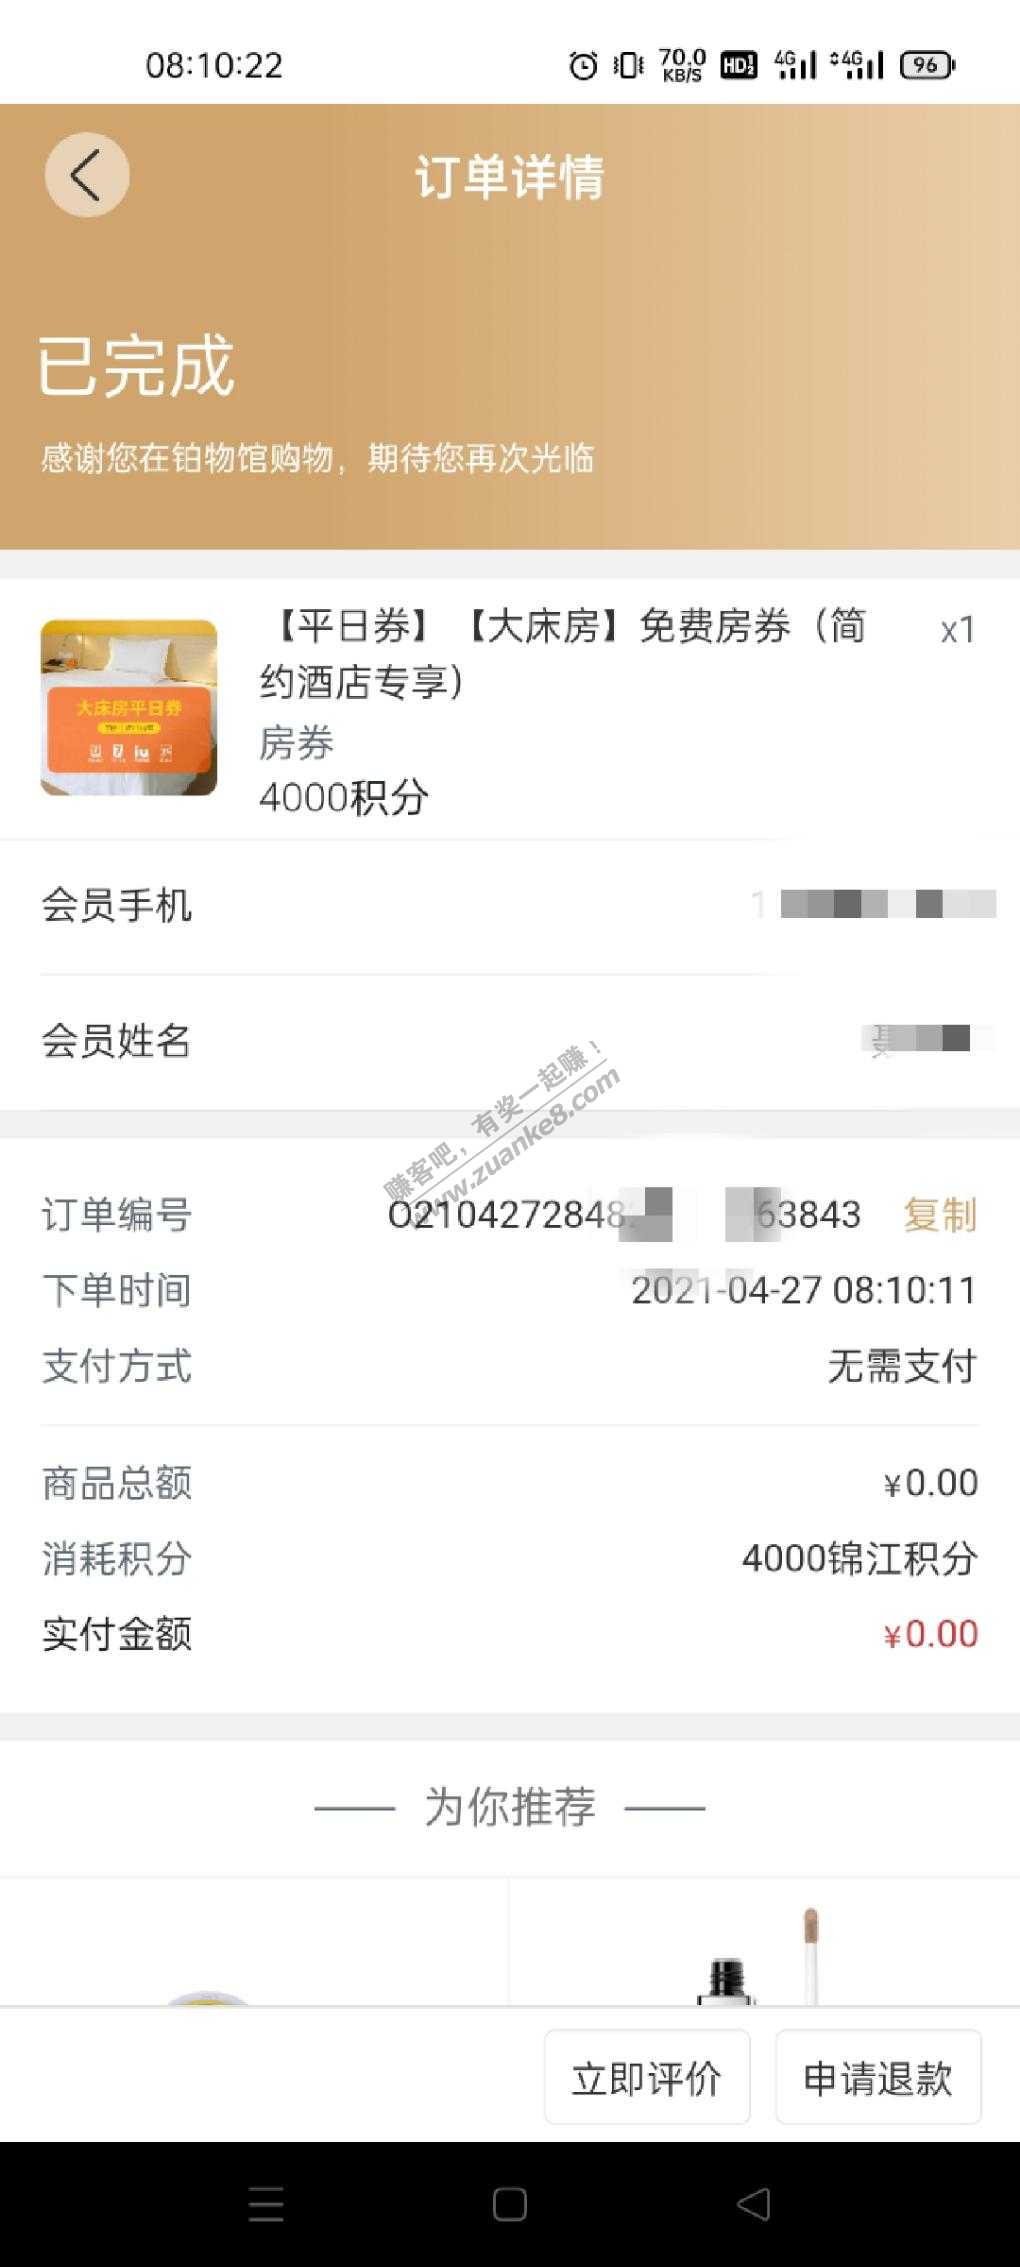 08:10:22
70.0
KB/S
HD
4G
4G
96
订单详情
已完成
感谢您在铂物馆购物，期待您再次光临
【平日券】【大床房】免费房券（简
x1
约酒店专享）
大床房平日券
房券
4000积分
会员手机
1
会员姓名
赚客吧，有奖一起赚！
www.zuanke8.com
订单编号
O2104272848
63843
复制
下单时间
2021-04-27 08:10:11
支付方式
无需支付
商品总额
¥0.00
消耗积分
4000锦江积分
实付金额
¥0.00
为你推荐
立即评价
申请退款